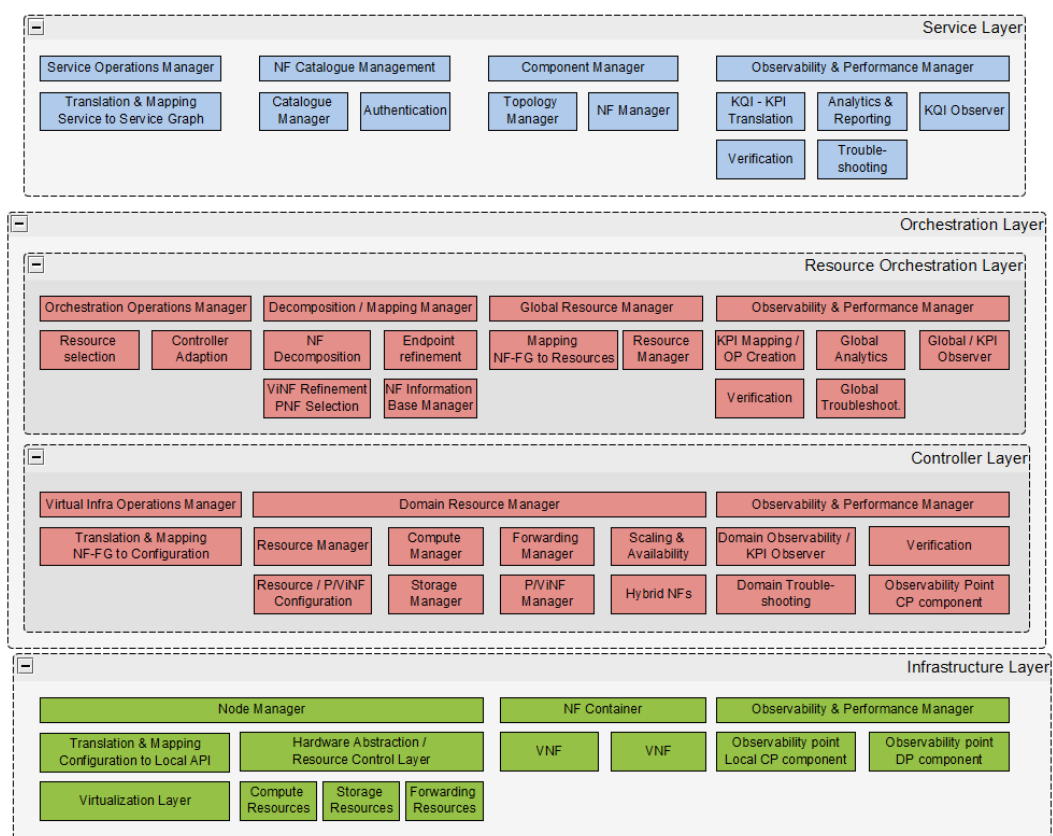 Service Layer
Service Operations Manager
NF Catalogue Management
Component Manager
Observability & Performance Manager
Translation & Mapping
Service to Service Graph
Catalogue
Manager
Authentication
Topology
Manager
NF Manager
KQI - KPI
Translation
Analytics &
Reporting
KQI Observer
Verification
Trouble-
shooting
Orchestration Layer
Resource Orchestration Layer
Orchestration Operations Manager
Decomposition / Mapping Manager
Global Resource Manager
Observability & Performance Manager
Resource
selection
Controller
Adaption
NF
Decomposition
Endpoint
refinement
Mapping
NF-FG to Resources
Resource
Manager
KPI Mapping /
OP Creation
Global
Analytics
Global / KPI
Observer
ViNF Refinement
PNF Selection
NF Information
Base Manager
Verification
Global
Troubleshoot.
Controller Layer
Virtual Infra Operations Manager
Domain Resource Manager
Observability & Performance Manager
Translation & Mapping
NF-FG to Configuration
Resource Manager
Compute
Manager
Forwarding
Manager
Scaling &
Availability
Domain Observability /
KPI Observer
Verification
Resource / P/ViNF
Configuration
Storage
Manager
P/ViNF
Manager
Hybrid NFs
Domain Trouble-
shooting
Observability Point
CP component
Infrastructure Layer
Node Manager
NF Container
Observability & Performance Manager
Translation & Mapping
Configuration to Local API
Hardware Abstraction /
Resource Control Layer
VNF
VNF
Observability point
Local CP component
Observability point
DP component
Virtualization Layer
Compute
Resources
Storage
Resources
Forwarding
Resources